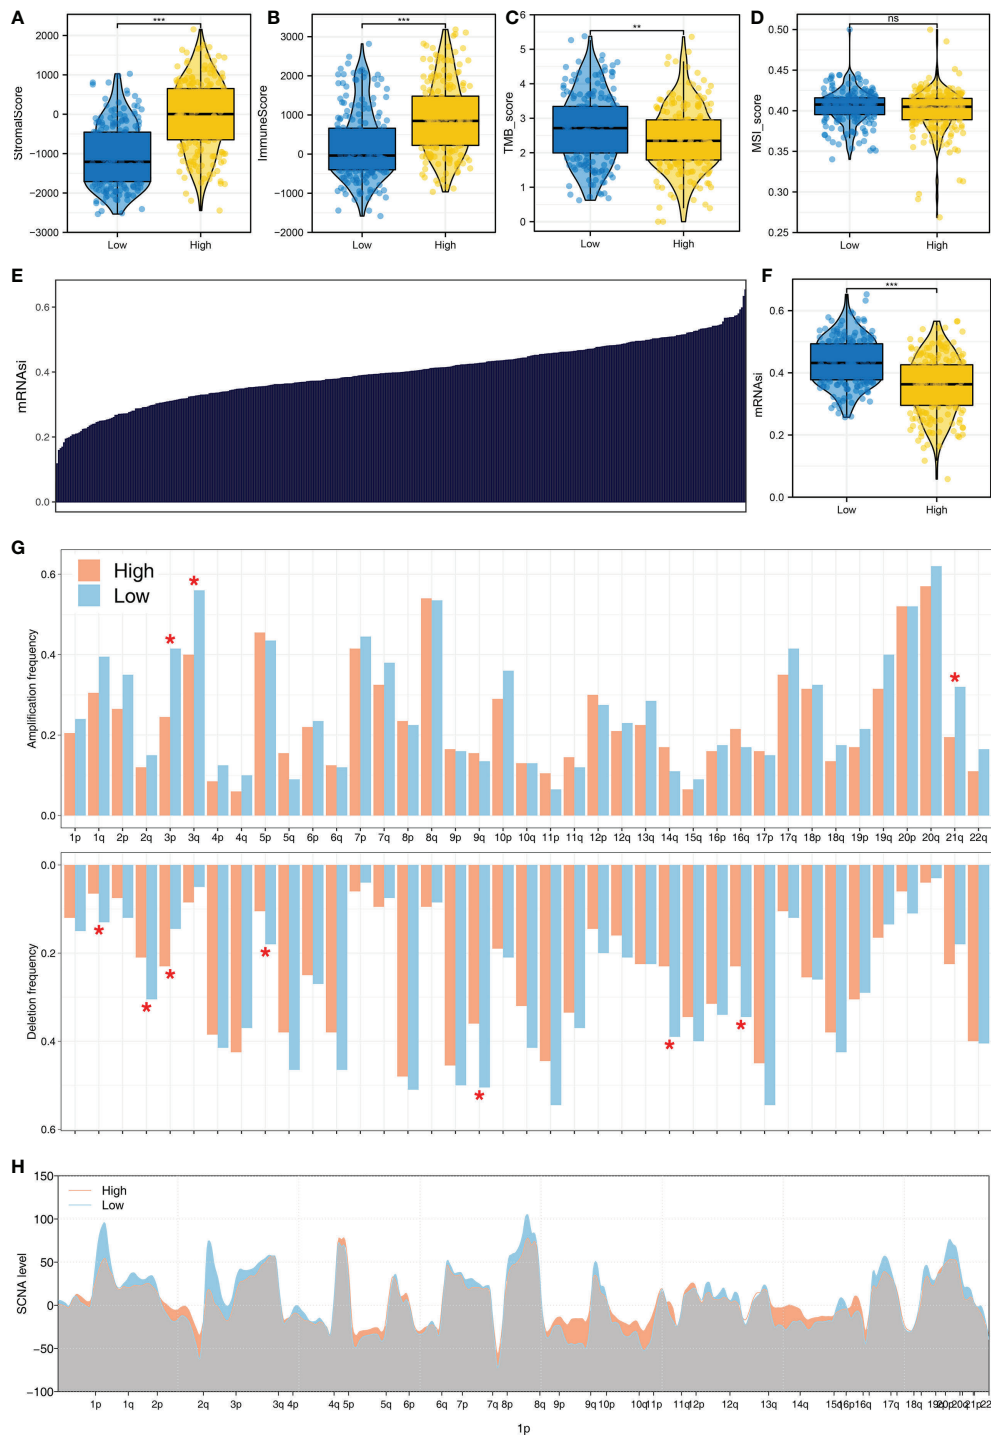 A
B
C
D
***
***
**
ns
StromalScore
2000
1000
0
−1000
−2000
−3000
Low
High
ImmuneScore
3000
2000
1000
0
−1000
−2000
Low
High
TMB_score
6
5
4
3
2
1
0
Low
High
MSI_score
0.50
0.45
0.40
0.35
0.30
0.25
Low
High
E
mRNAsi
0.6
0.4
0.2
0.0
F
***
mRNAsi
0.6
0.4
0.2
0.0
Low
High
G
High
Low
Amplification frequency
0.6
0.4
0.2
0.0
* * *
1p 1q 2p 2q 3p 3q 4p 4q 5p 5q 6p 6q 7p 7q 8p 8q 9p 9q 10p 10q 11p 11q 12p 12q 13q 14q 15q 16p 16q 17p 17q 18p 18q 19p 19q 20p 20q 21q 22q
Deletion frequency
0.0
0.2
0.4
0.6
* * * * * * *
H
High
Low
SCNA level
150
100
50
0
−50
−100
1p 1q 2p 2q 3p 3q 4p 4q 5p 5q 6p 6q 7p 7q 8p 8q 9p 9q 10p 10q 11p 11q 12p 12q 13q 14q 15q 16p 16q 17q 18q 19q 20p 20q 21p 22
1p